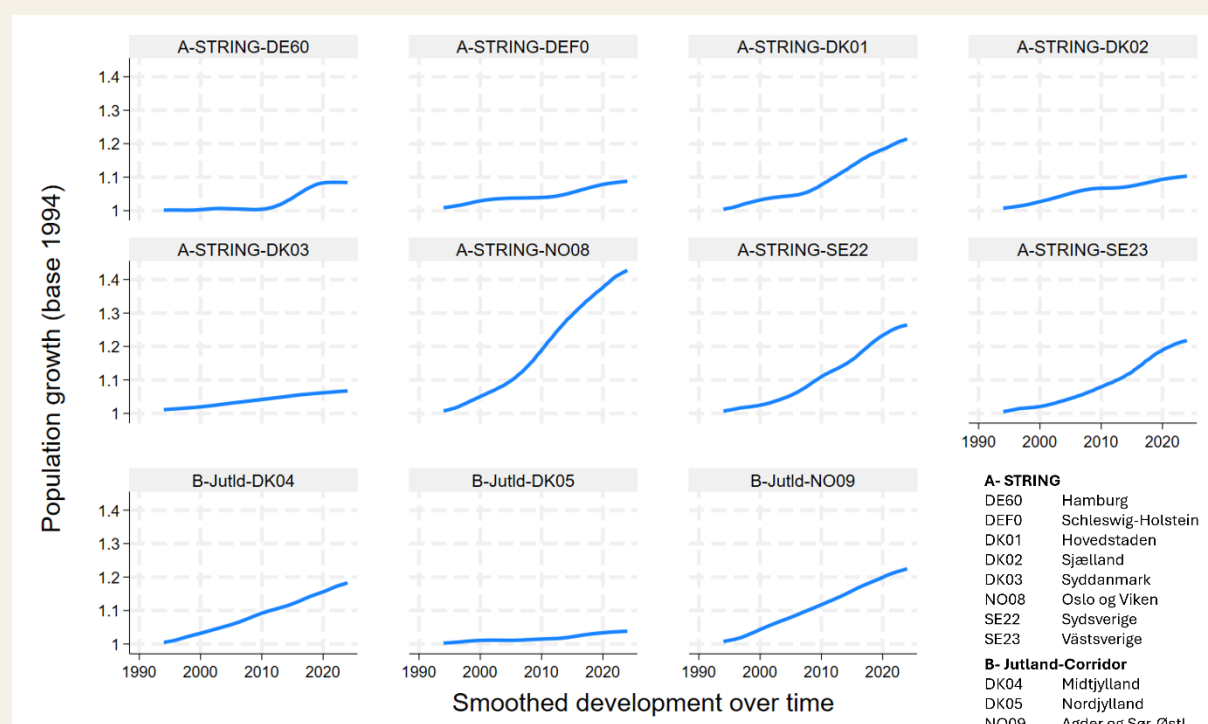 A-STRING-DE60
A-STRING-DEF0
A-STRING-DK01
A-STRING-DK02
1.4
1.3
1.2
1.1
1
A-STRING-DK03
A-STRING-NO08
A-STRING-SE22
A-STRING-SE23
1.4
1.3
1.2
1.1
1
1990 2000 2010 2020
B-Jutld-DK04
B-Jutld-DK05
B-Jutld-NO09
1.4
1.3
1.2
1.1
1
1990 2000 2010 2020
1990 2000 2010 2020
1990 2000 2010 2020
Population growth (base 1994)
Smoothed development over time
A- STRING
DE60 Hamburg
DEF0 Schleswig-Holstein
DK01 Hovedstaden
DK02 Sjælland
DK03 Syddanmark
NO08 Oslo og Viken
SE22 Sydsverige
SE23 Västsverige
B- Jutland-Corridor
DK04 Midtjylland
DK05 Nordjylland
NO09 Agder og Sør-Østl